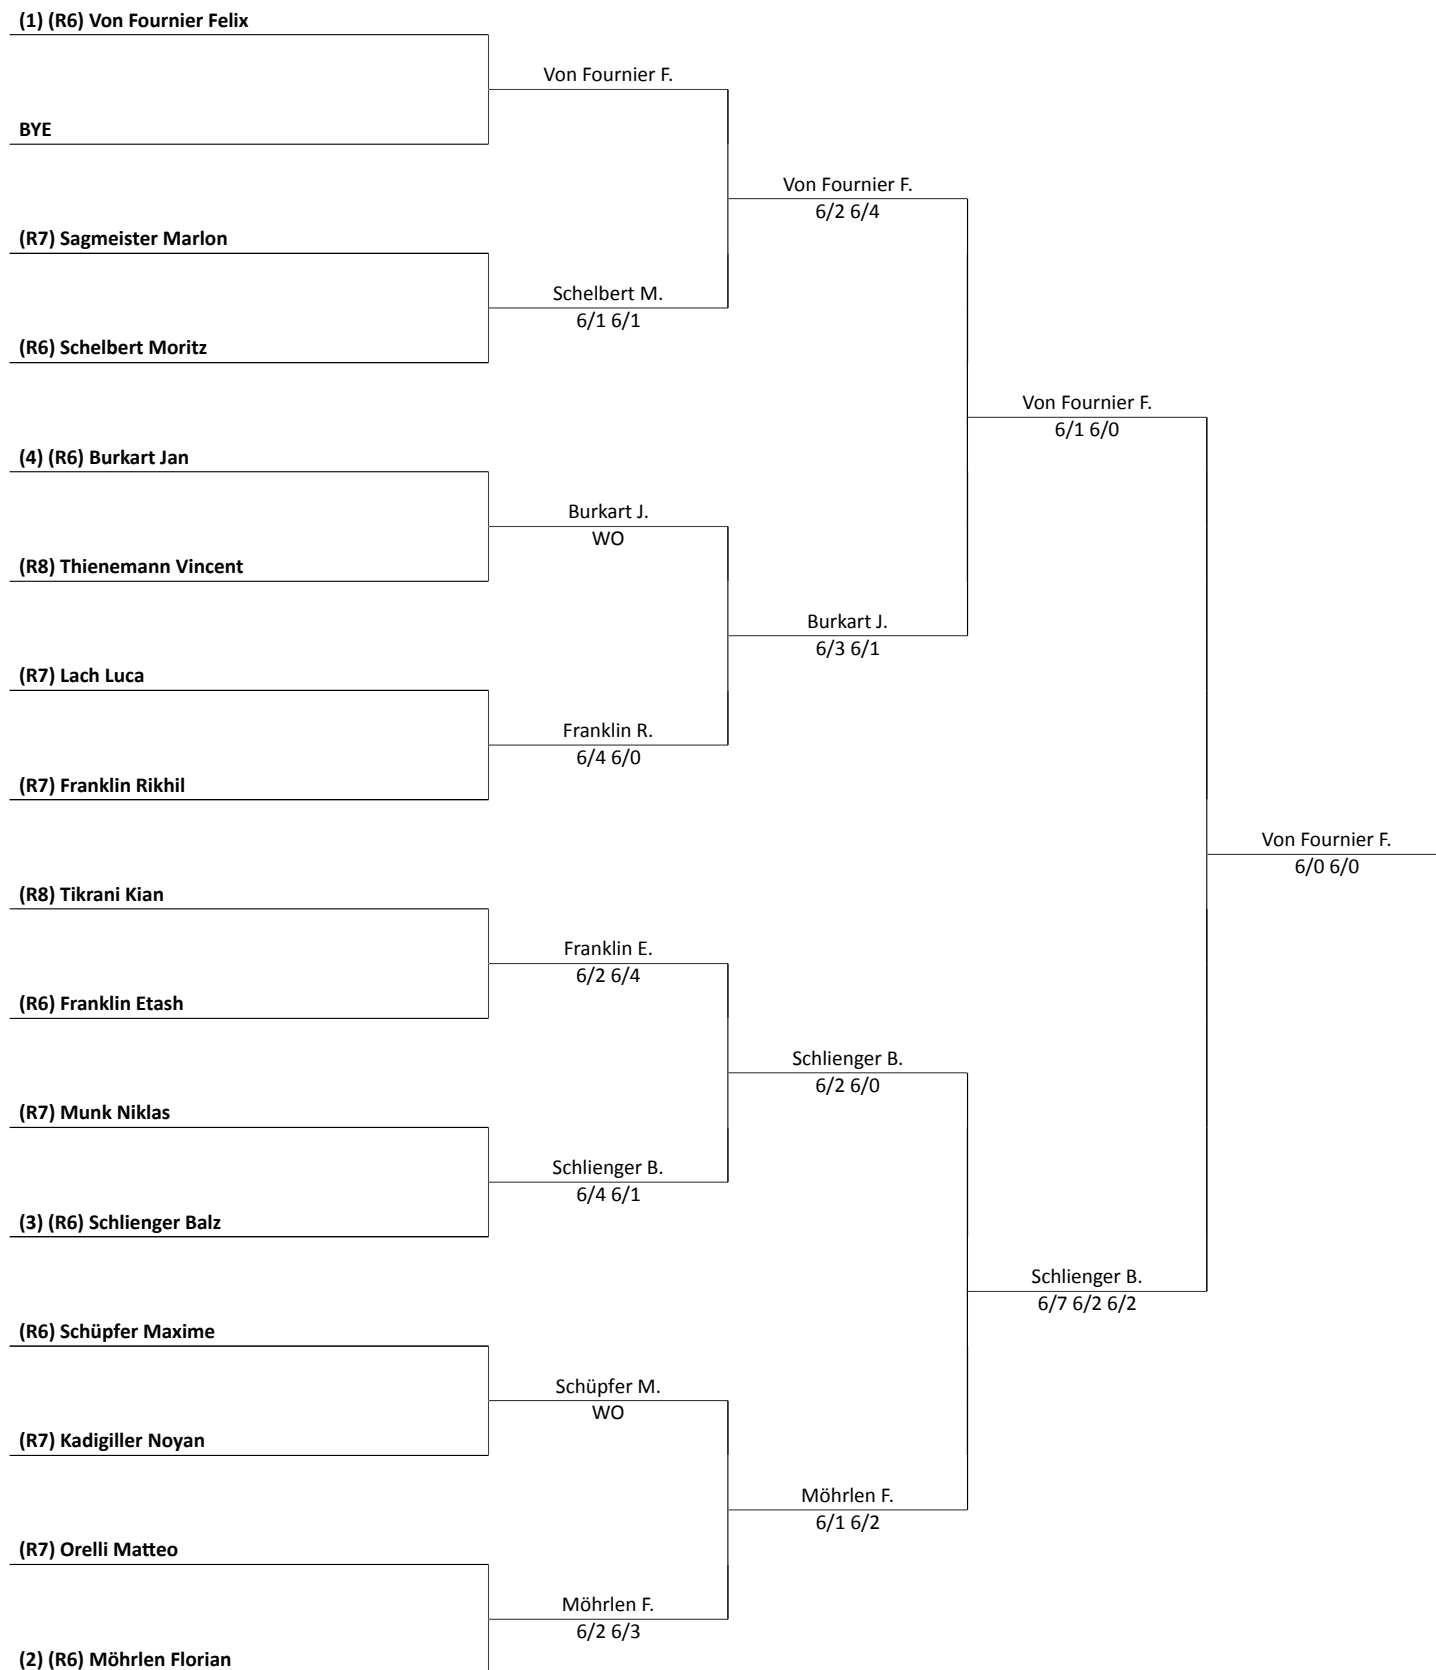 (1) (R6) Von Fournier Felix
Von Fournier F.
BYE
Von Fournier F.
6/2 6/4
(R7) Sagmeister Marlon
Schelbert M.
6/1 6/1
(R6) Schelbert Moritz
Von Fournier F.
6/1 6/0
(4) (R6) Burkart Jan
Burkart J.
WO
(R8) Thienemann Vincent
Burkart J.
6/3 6/1
(R7) Lach Luca
Franklin R.
6/4 6/0
(R7) Franklin Rikhil
Von Fournier F.
6/0 6/0
(R8) Tikrani Kian
Franklin E.
6/2 6/4
(R6) Franklin Etash
Schlienger B.
6/2 6/0
(R7) Munk Niklas
Schlienger B.
6/4 6/1
(3) (R6) Schlienger Balz
Schlienger B.
6/7 6/2 6/2
(R6) Schüpfer Maxime
Schüpfer M.
WO
(R7) Kadigiller Noyan
Möhrlen F.
6/1 6/2
(R7) Orelli Matteo
Möhrlen F.
6/2 6/3
(2) (R6) Möhrlen Florian